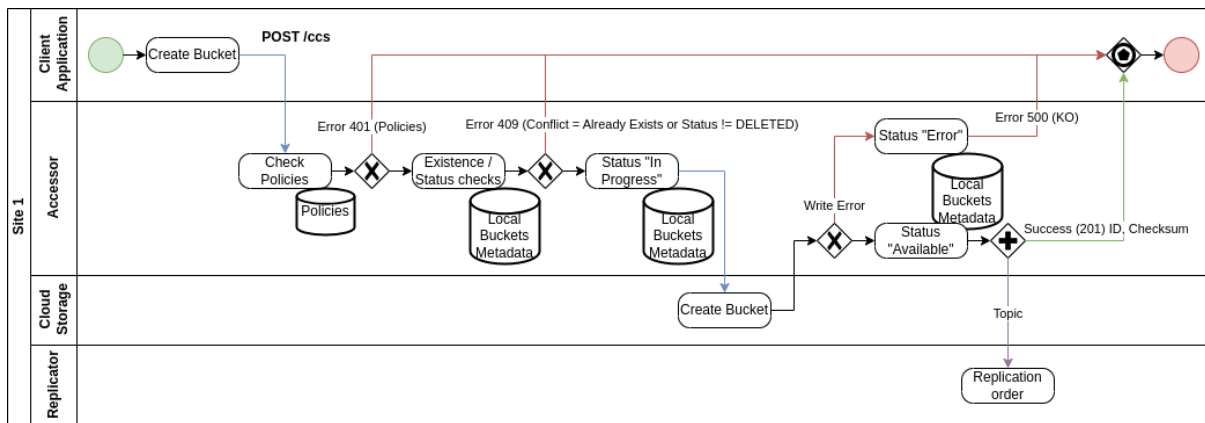 Site 1
Client
Application
Create Bucket
POST /ccs
Accessor
Error 401 (Policies)
Error 409 (Conflict = Already Exists or Status != DELETED)
Error 500 (KO)
Check
Policies
Policies
Existence /
Status checks
Local
Buckets
Metadata
Status "In
Progress"
Local
Buckets
Metadata
Write Error
Status "Error"
Local
Buckets
Metadata
Status
"Available"
Success (201) ID, Checksum
Cloud
Storage
Create Bucket
Topic
Replicator
Replication
order